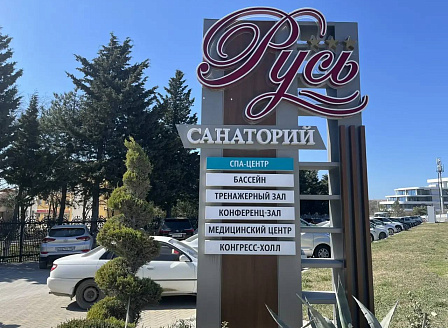 Русь
САНАТОРИЙ
СПА-ЦЕНТР
БАССЕЙН
ТРЕНАЖЕРНЫЙ ЗАЛ
КОНФЕРЕНЦ-ЗАЛ
МЕДИЦИНСКИЙ ЦЕНТР
КОНГРЕСС-ХОЛЛ